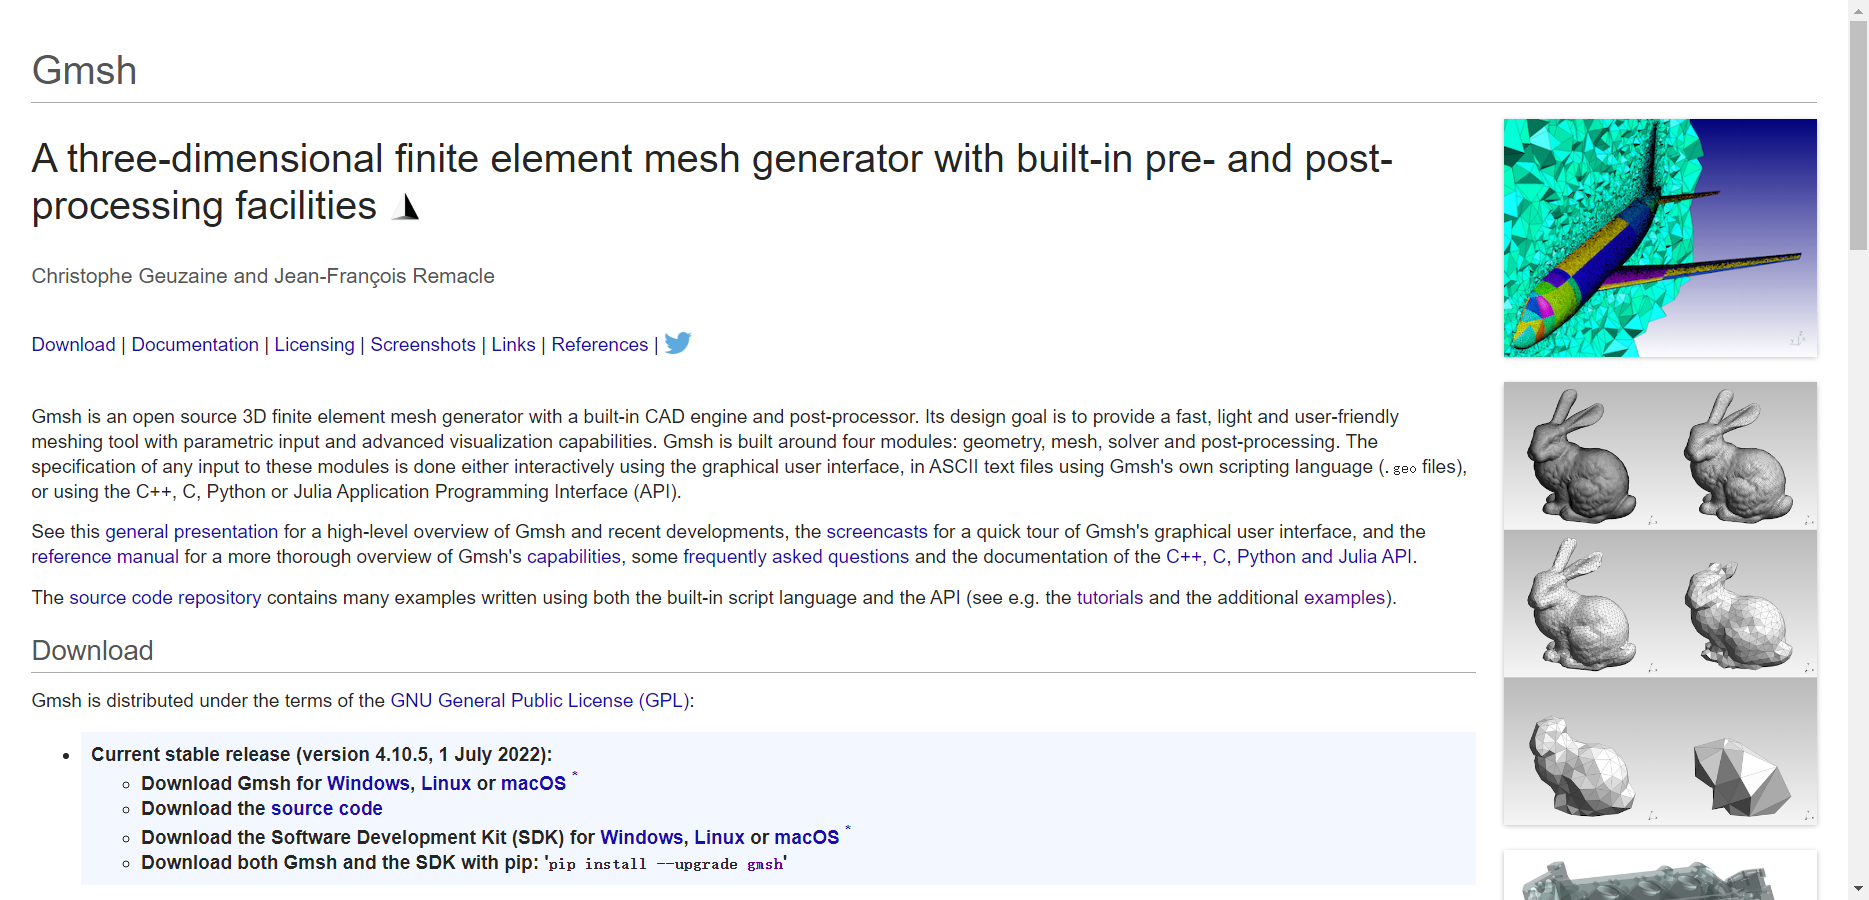 Gmsh
A three-dimensional finite element mesh generator with built-in pre- and post-
processing facilities
Christophe Geuzaine and Jean-François Remacle
Download | Documentation | Licensing | Screenshots | Links | References |
Gmsh is an open source 3D finite element mesh generator with a built-in CAD engine and post-processor. Its design goal is to provide a fast, light and user-friendly
meshing tool with parametric input and advanced visualization capabilities. Gmsh is built around four modules: geometry, mesh, solver and post-processing. The
specification of any input to these modules is done either interactively using the graphical user interface, in ASCII text files using Gmsh's own scripting language (.geo files),
or using the C++, C, Python or Julia Application Programming Interface (API).
See this general presentation for a high-level overview of Gmsh and recent developments, the screencasts for a quick tour of Gmsh's graphical user interface, and the
reference manual for a more thorough overview of Gmsh's capabilities, some frequently asked questions and the documentation of the C++, C, Python and Julia API.
The source code repository contains many examples written using both the built-in script language and the API (see e.g. the tutorials and the additional examples).
Download
Gmsh is distributed under the terms of the GNU General Public License (GPL):
• Current stable release (version 4.10.5, 1 July 2022):
◦ Download Gmsh for Windows, Linux or macOS *
◦ Download the source code
◦ Download the Software Development Kit (SDK) for Windows, Linux or macOS *
◦ Download both Gmsh and the SDK with pip: 'pip install --upgrade gmsh'